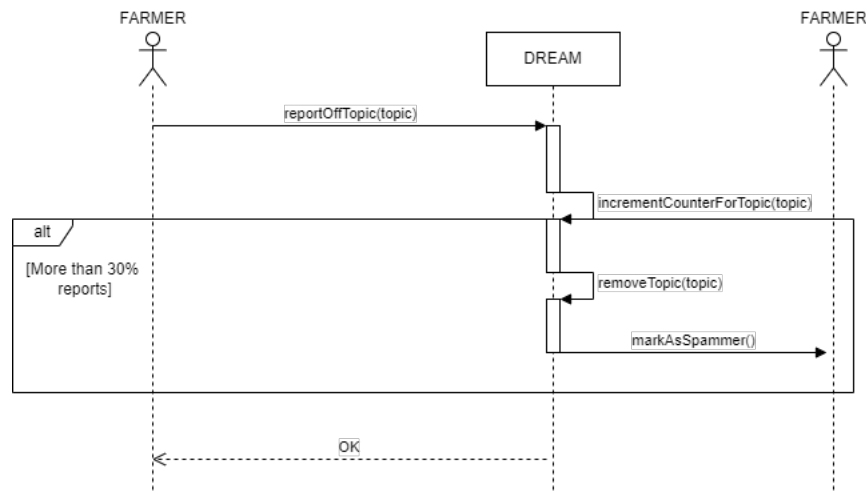 FARMER
FARMER
DREAM
reportOffTopic(topic)
incrementCounterForTopic(topic)
alt
[More than 30%
reports]
removeTopic(topic)
markAsSpammer()
OK